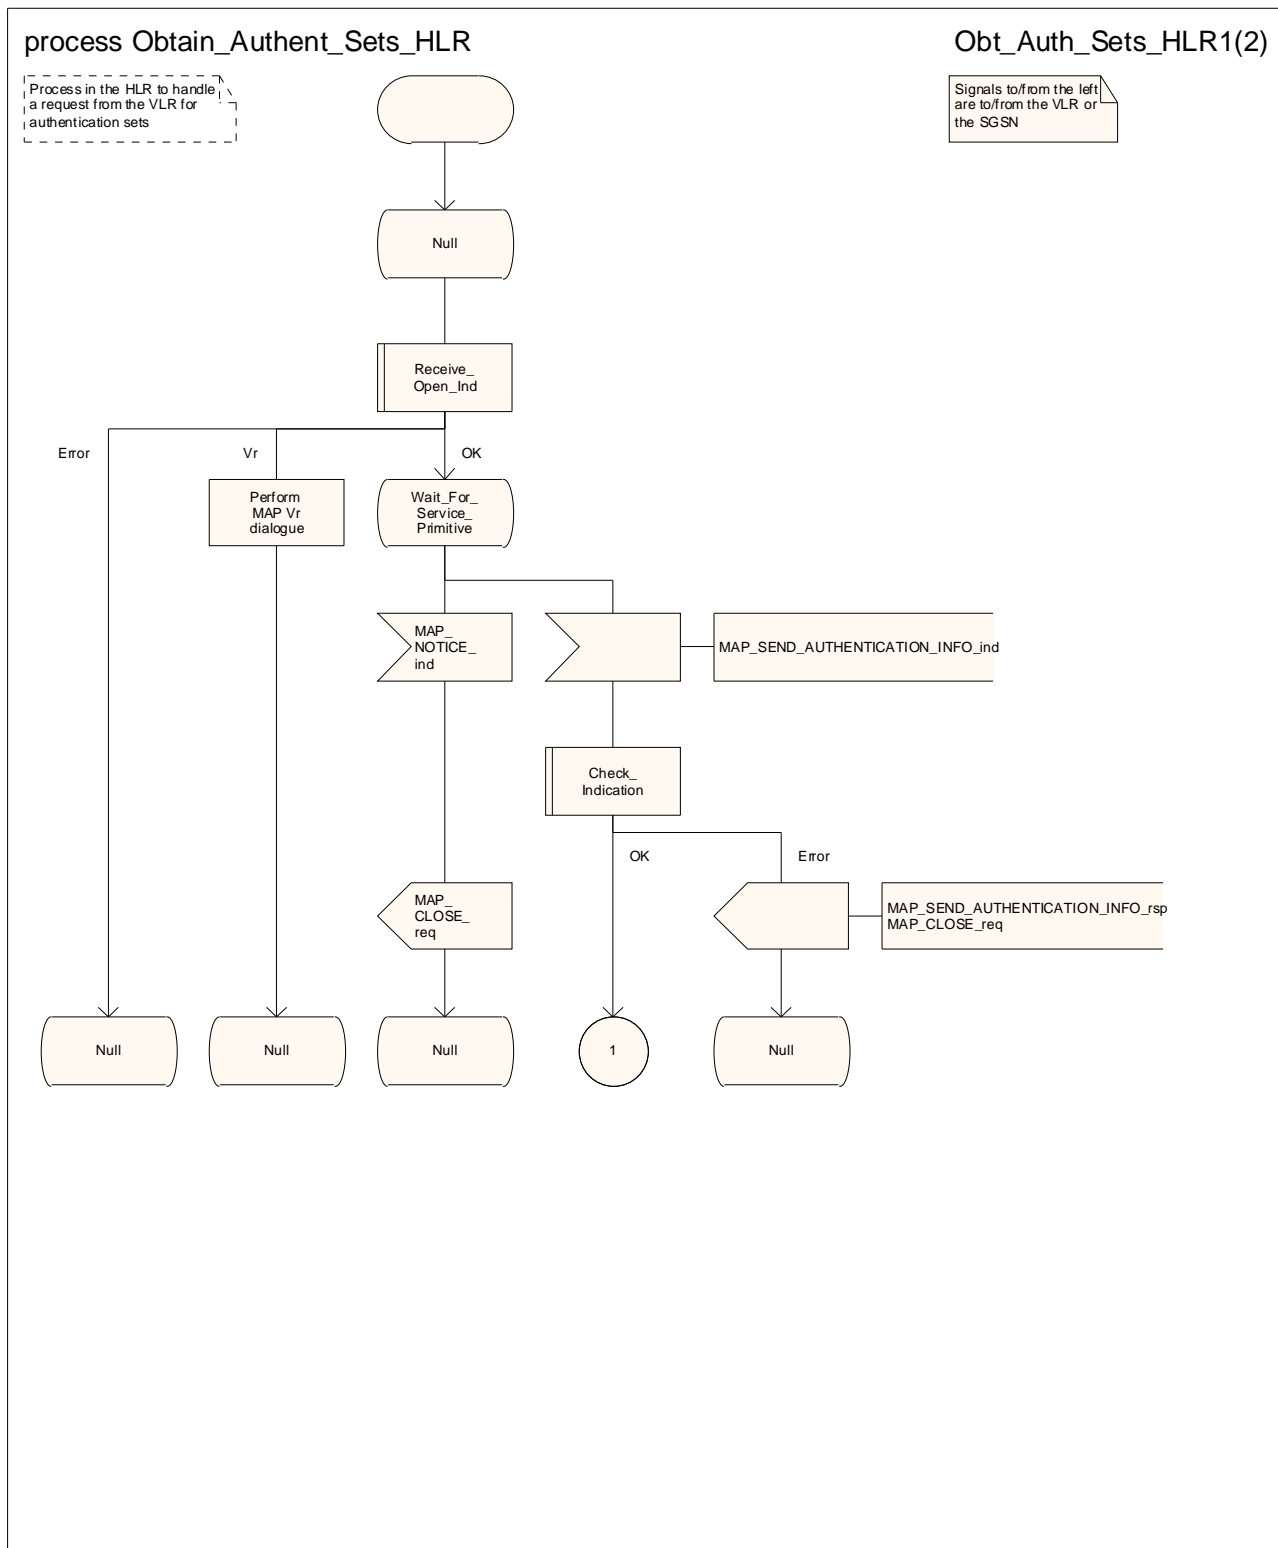 process Obtain_Authent_Sets_HLR
Obt_Auth_Sets_HLR1(2)
Process in the HLR to handle
a request from the VLR for
authentication sets
Signals to/from the left
are to/from the VLR or
the SGSN
Null
Receive_
Open_Ind
Error
Vr
OK
Perform
MAP Vr
dialogue
Wait_For_
Service_
Primitive
MAP_
NOTICE_
ind
MAP_SEND_AUTHENTICATION_INFO_ind
Check_
Indication
OK
Error
MAP_
CLOSE_
req
MAP_SEND_AUTHENTICATION_INFO_rsp
MAP_CLOSE_req
Null
Null
Null
1
Null